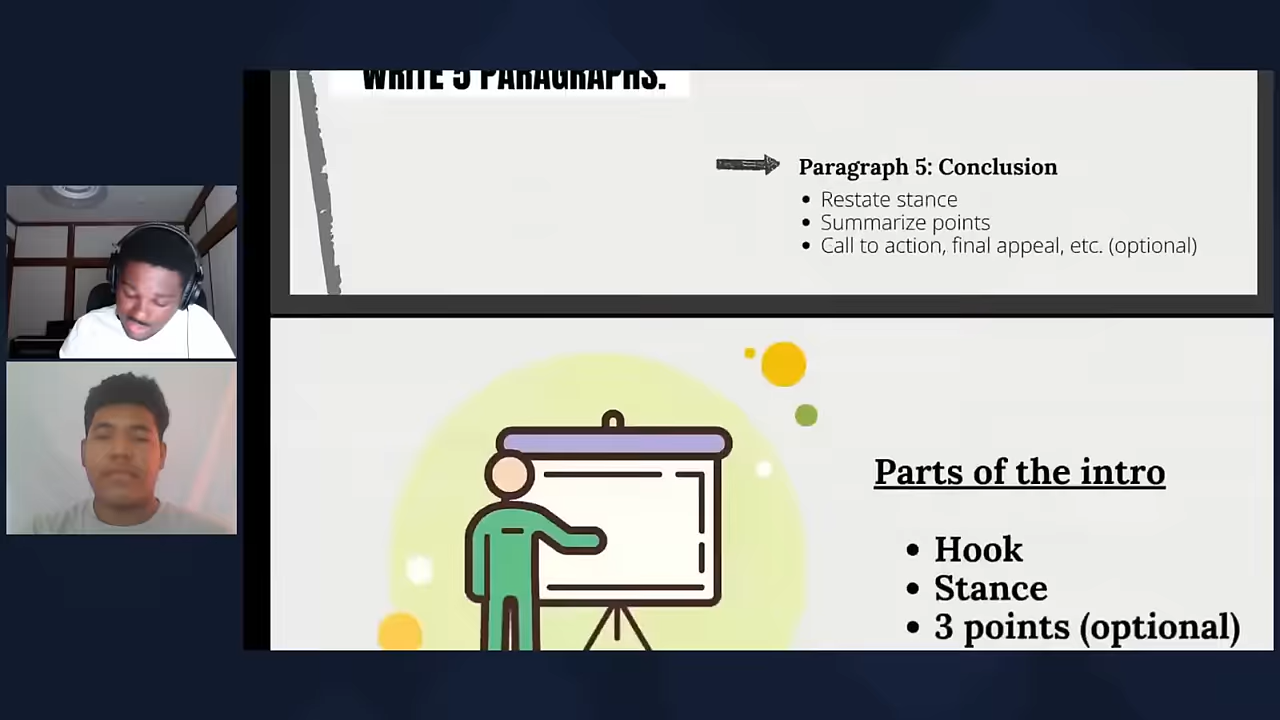 WRITE 5 PARAGRAPHS.
Paragraph 5: Conclusion
• Restate stance
• Summarize points
• Call to action, final appeal, etc. (optional)
Parts of the intro
• Hook
• Stance
• 3 points (optional)